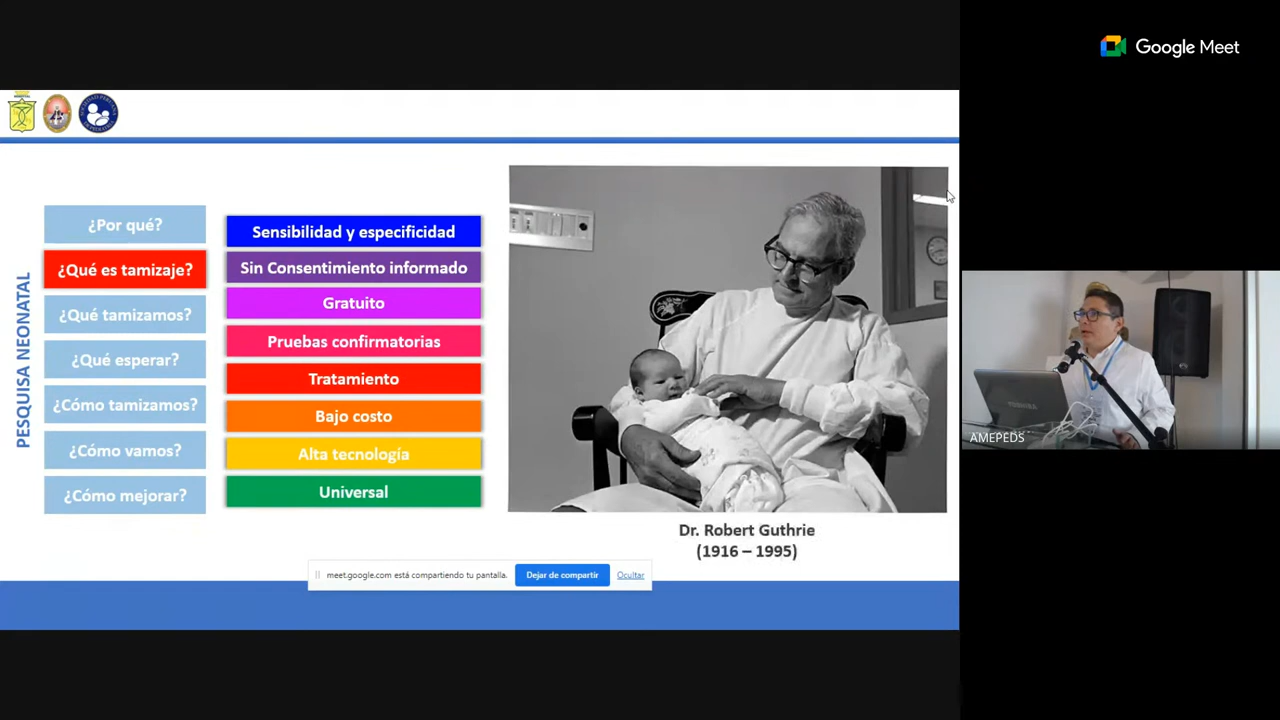 Google Meet
PESQUISA NEONATAL
¿Por qué?
¿Qué es tamizaje?
¿Qué tamizamos?
¿Qué esperar?
¿Cómo tamizamos?
¿Cómo vamos?
¿Cómo mejorar?
Sensibilidad y especificidad
Sin Consentimiento informado
Gratuito
Pruebas confirmatorias
Tratamiento
Bajo costo
Alta tecnología
Universal
Dr. Robert Guthrie
(1916 – 1995)
meet.google.com está compartiendo tu pantalla.
Dejar de compartir
Ocultar
TOSHIBA
AMEPEDS